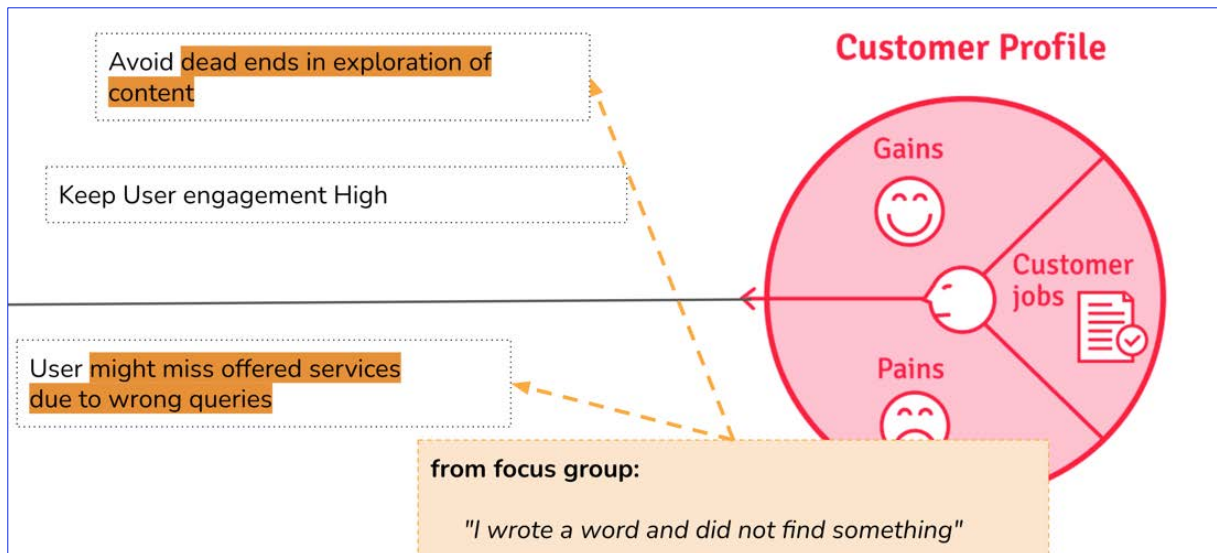 Avoid dead ends in exploration of
content
Keep User engagement High
User might miss offered services
due to wrong queries
Customer Profile
Gains
Customer
jobs
Pains
from focus group:
"I wrote a word and did not find something"